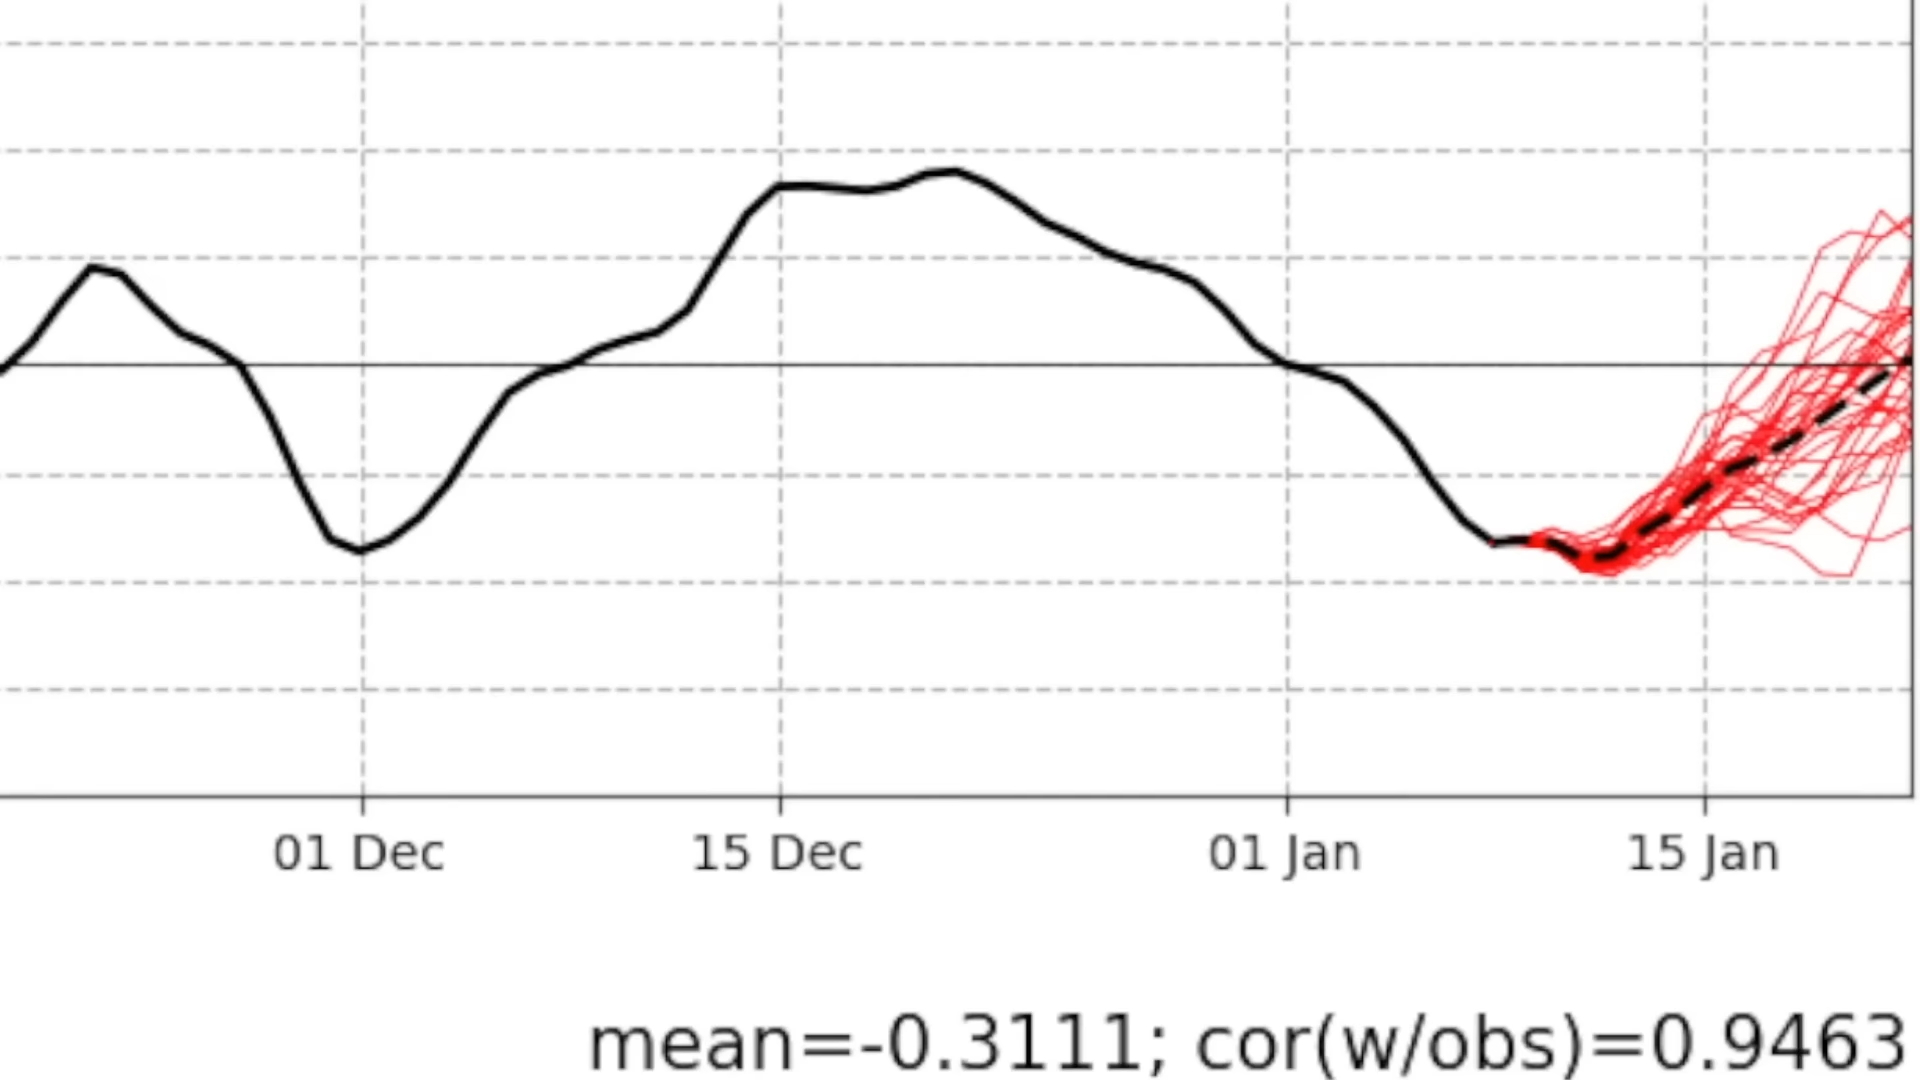 01 Dec 15 Dec 01 Jan 15 Jan
mean=-0.3111; cor(w/obs)=0.9463